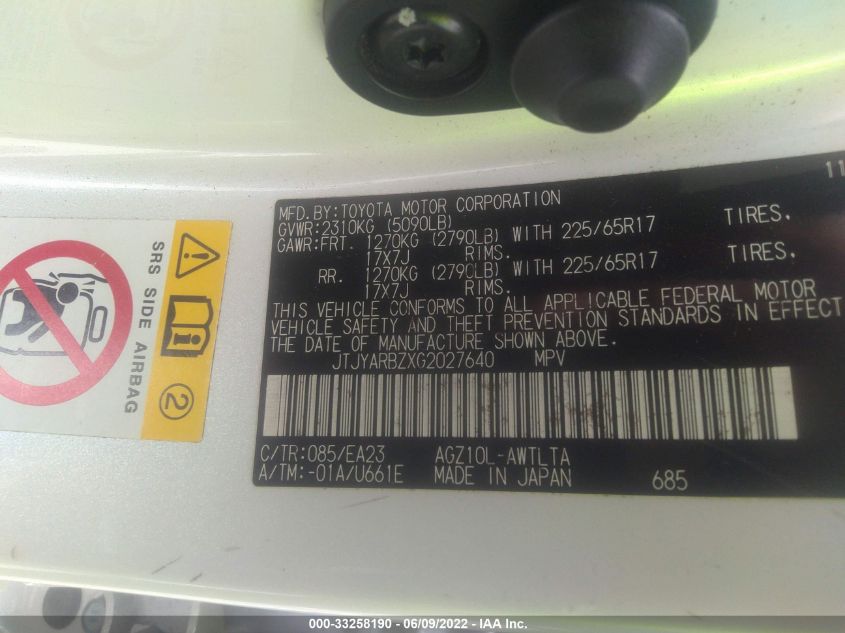 11
MFD.BY:TOYOTA MOTOR CORPORATION
GVWR:2310KG (5090LB)
GAWR:FRT. 1270KG (2790LB) WITH 225/65R17 TIRES,
17X7J RIMS.
RR. 1270KG (2790LB) WITH 225/65R17 TIRES,
17X7J RIMS.
THIS VEHICLE CONFORMS TO ALL APPLICABLE FEDERAL MOTOR
VEHICLE SAFETY AND THEFT PREVENTION STANDARDS IN EFFECT
THE DATE OF MANUFACTURE SHOWN ABOVE.
JTJYARBZXG2027640 MPV
C/TR:085/EA23 AGZ10L-AWTLTA
A/TM:-01A/U661E MADE IN JAPAN 685
SRS SIDE AIRBAG
2
000-33258190 - 06/09/2022 - IAA Inc.